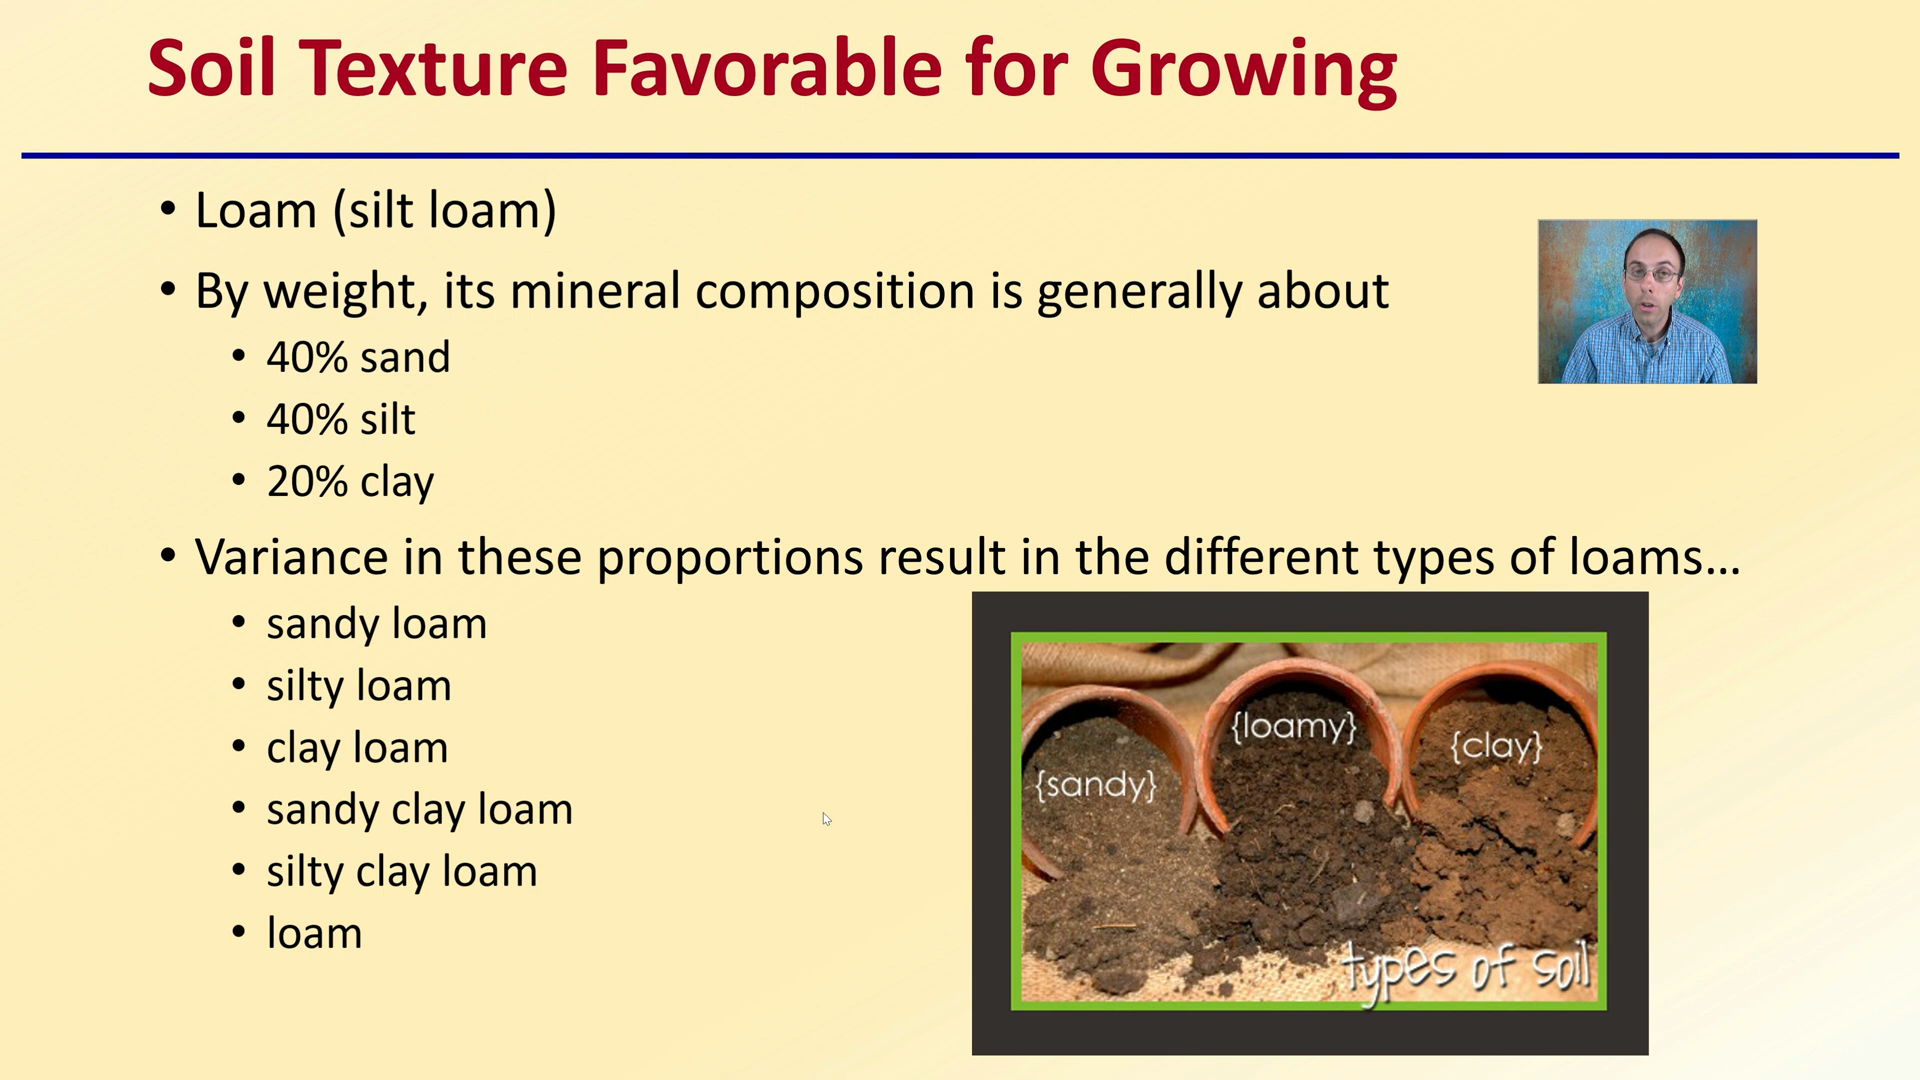 Soil Texture Favorable for Growing
• Loam (silt loam)
• By weight, its mineral composition is generally about
• 40% sand
• 40% silt
• 20% clay
• Variance in these proportions result in the different types of loams...
• sandy loam
• silty loam
• clay loam
• sandy clay loam
• silty clay loam
• loam
{sandy}
{loamy}
{clay}
types of soil